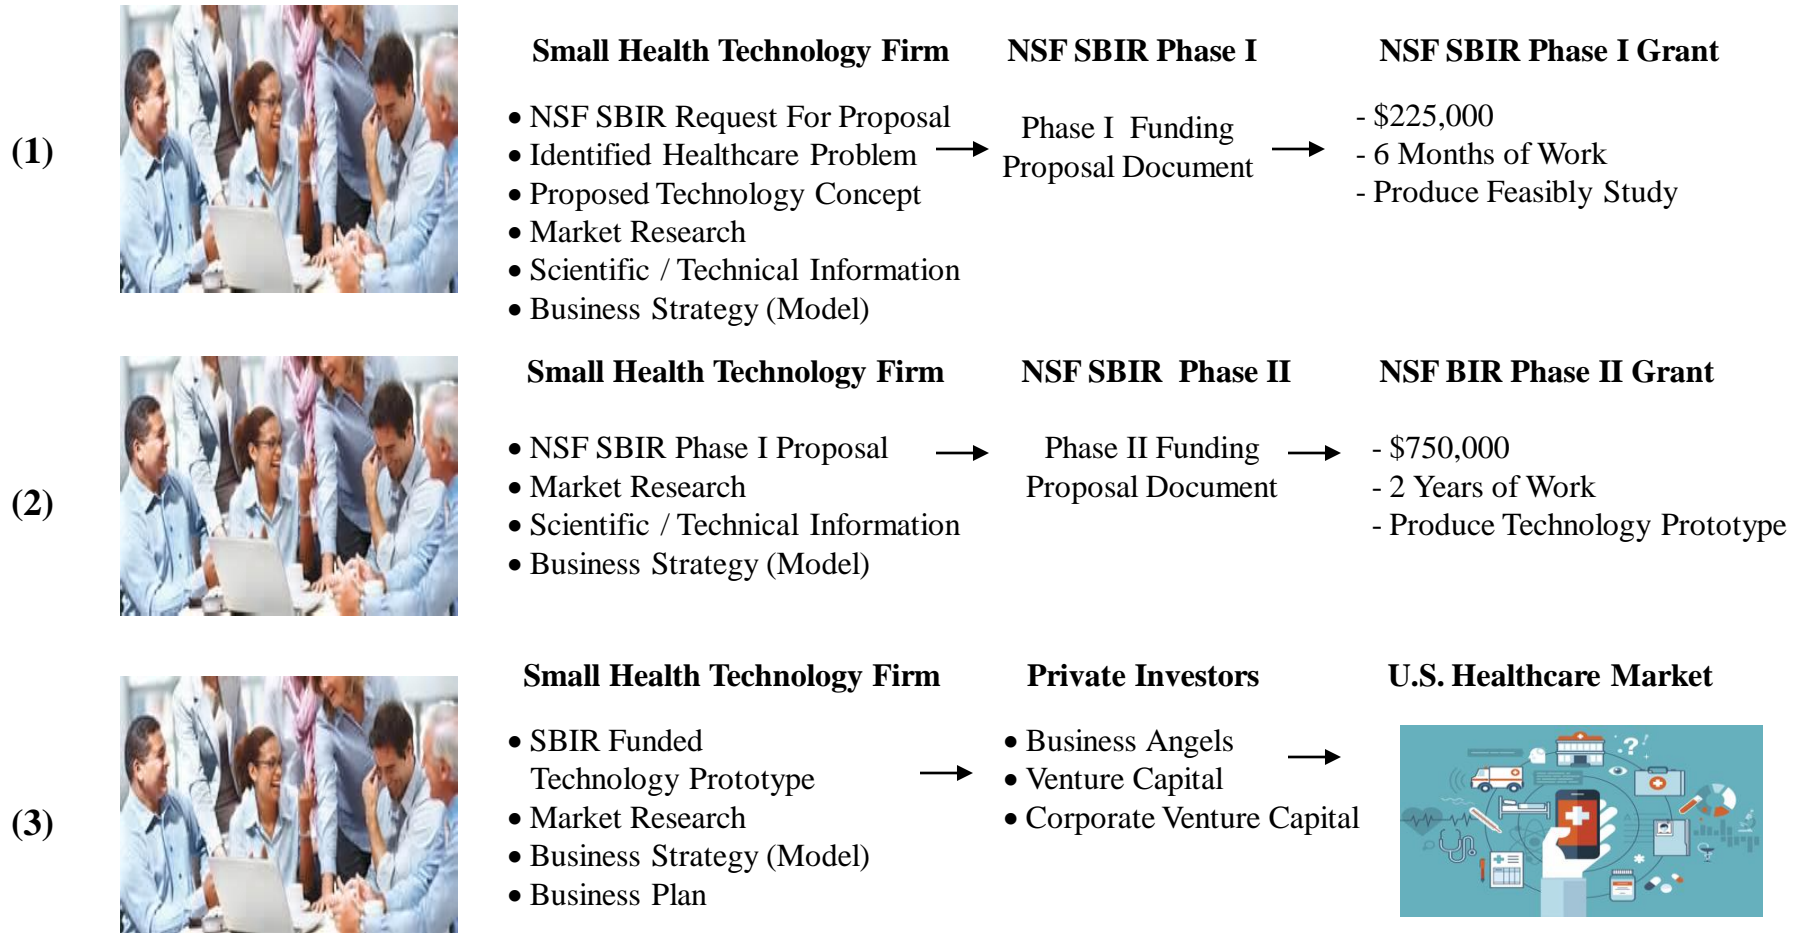 (1)
Small Health Technology Firm
• NSF SBIR Request For Proposal
• Identified Healthcare Problem
• Proposed Technology Concept
• Market Research
• Scientific / Technical Information
• Business Strategy (Model)
NSF SBIR Phase I
Phase I Funding
Proposal Document
NSF SBIR Phase I Grant
- $225,000
- 6 Months of Work
- Produce Feasibly Study
(2)
Small Health Technology Firm
• NSF SBIR Phase I Proposal
• Market Research
• Scientific / Technical Information
• Business Strategy (Model)
NSF SBIR Phase II
Phase II Funding
Proposal Document
NSF BIR Phase II Grant
- $750,000
- 2 Years of Work
- Produce Technology Prototype
(3)
Small Health Technology Firm
• SBIR Funded
Technology Prototype
• Market Research
• Business Strategy (Model)
• Business Plan
Private Investors
• Business Angels
• Venture Capital
• Corporate Venture Capital
U.S. Healthcare Market